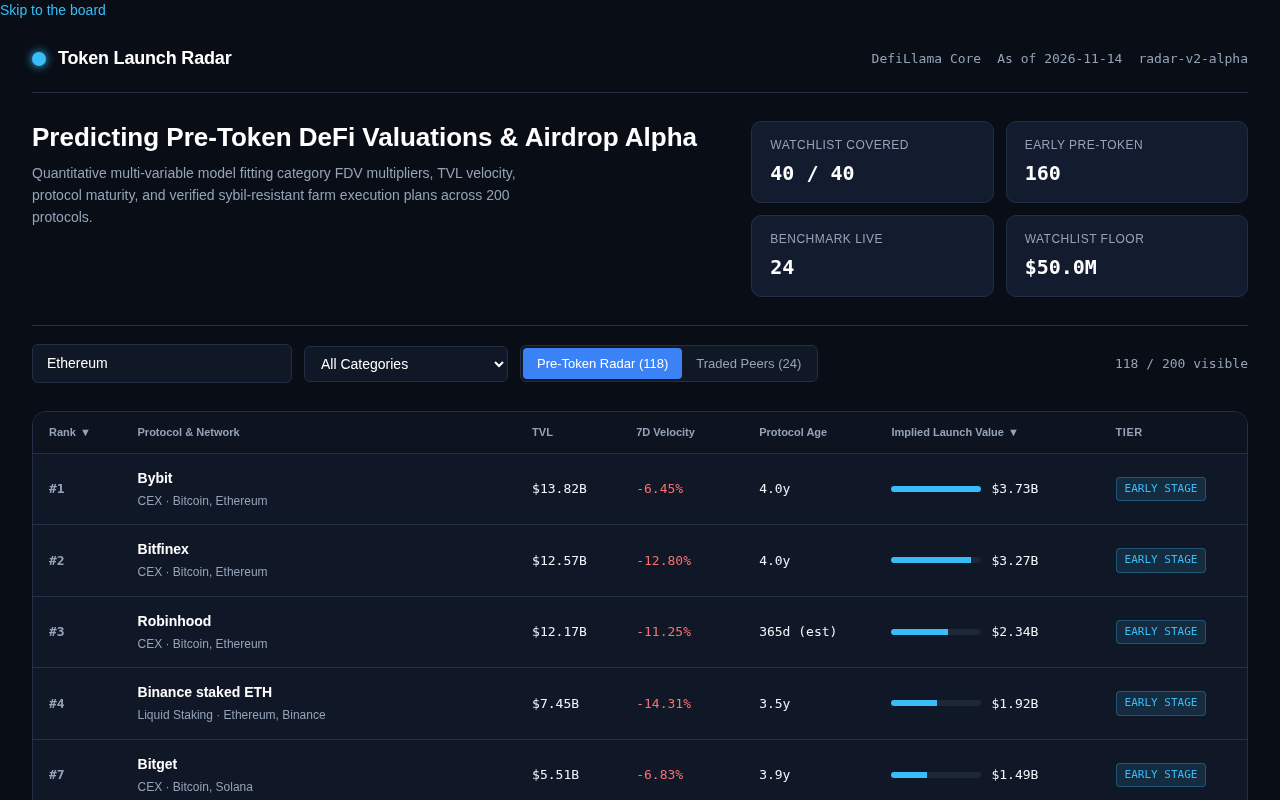 Skip to the board
Token Launch Radar
DefiLlama Core As of 2026-11-14 radar-v2-alpha
Predicting Pre-Token DeFi Valuations & Airdrop Alpha
Quantitative multi-variable model fitting category FDV multipliers, TVL velocity,
protocol maturity, and verified sybil-resistant farm execution plans across 200
protocols.
WATCHLIST COVERED
40 / 40
EARLY PRE-TOKEN
160
BENCHMARK LIVE
24
WATCHLIST FLOOR
$50.0M
Ethereum
All Categories
Pre-Token Radar (118)
Traded Peers (24)
118 / 200 visible
Rank ▼ Protocol & Network TVL 7D Velocity Protocol Age Implied Launch Value ▼ TIER
#1 Bybit $13.82B -6.45% 4.0y $3.73B EARLY STAGE
CEX · Bitcoin, Ethereum
#2 Bitfinex $12.57B -12.80% 4.0y $3.27B EARLY STAGE
CEX · Bitcoin, Ethereum
#3 Robinhood $12.17B -11.25% 365d (est) $2.34B EARLY STAGE
CEX · Bitcoin, Ethereum
#4 Binance staked ETH $7.45B -14.31% 3.5y $1.92B EARLY STAGE
Liquid Staking · Ethereum, Binance
#7 Bitget $5.51B -6.83% 3.9y $1.49B EARLY STAGE
CEX · Bitcoin, Solana